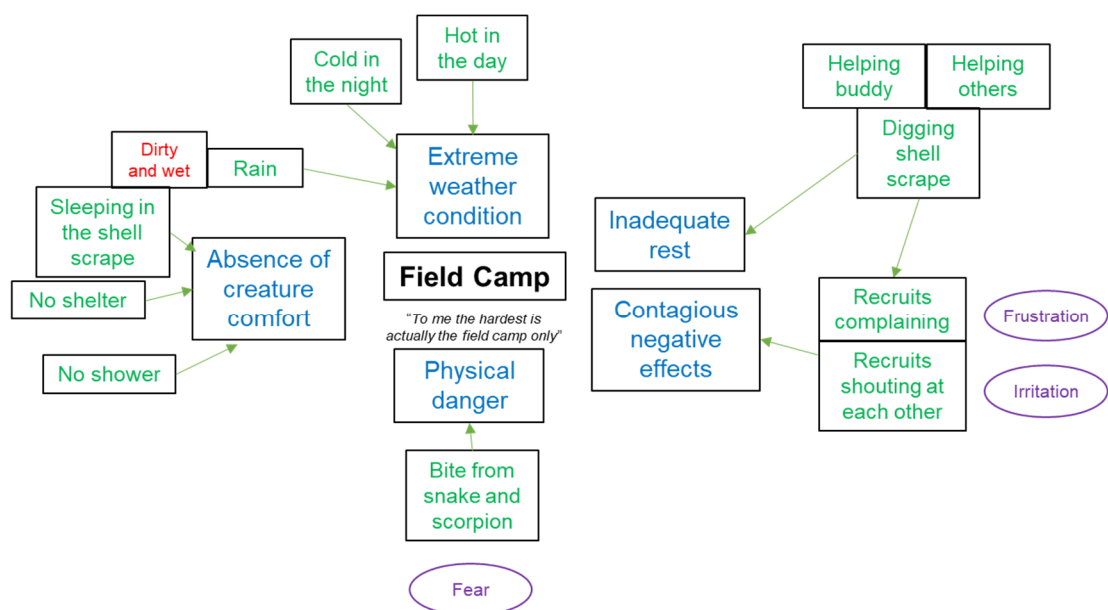 Hot in
the day
Cold in
the night
Helping
buddy
Helping
others
Dirty
and wet
Rain
Extreme
weather
condition
Digging
shell
scrape
Sleeping in
the shell
scrape
Inadequate
rest
Absence of
creature
comfort
Field Camp
No shelter
"To me the hardest is
actually the field camp only"
Contagious
negative
effects
Recruits
complaining
Frustration
No shower
Physical
danger
Recruits
shouting at
each other
Irritation
Bite from
snake and
scorpion
Fear